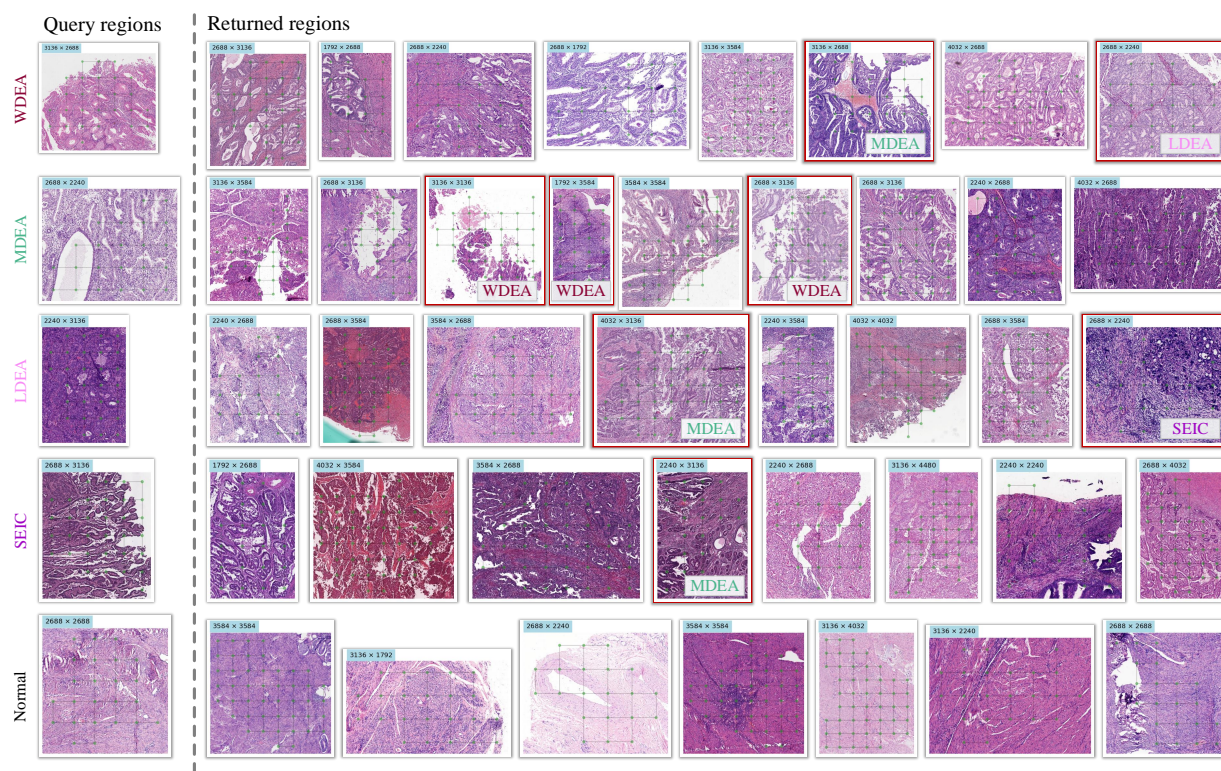 Query regions
Returned regions
WDEA
3136 × 2688
2688 × 3136
1792 × 2688
2688 × 2240
2688 × 1792
3136 × 3584
3136 × 2688
MDEA
4032 × 2688
2688 × 2240
LDEA
MDEA
2688 × 2240
3136 × 3584
2688 × 3136
3136 × 3136
WDEA
1792 × 3584
WDEA
3584 × 3584
2688 × 3136
WDEA
2688 × 3136
2240 × 2688
4032 × 2688
LDEA
2240 × 3136
2240 × 2688
2688 × 3584
3584 × 2688
4032 × 3136
MDEA
2240 × 3584
4032 × 4032
2688 × 3584
2688 × 2240
SEIC
SEIC
2688 × 3136
1792 × 2688
4032 × 3584
3584 × 2688
2240 × 3136
MDEA
2240 × 2688
3136 × 4480
2240 × 2240
2688 × 4032
Normal
2688 × 2688
3584 × 3584
3136 × 1792
2688 × 2240
3584 × 3584
3136 × 4032
3136 × 2240
2688 × 2688